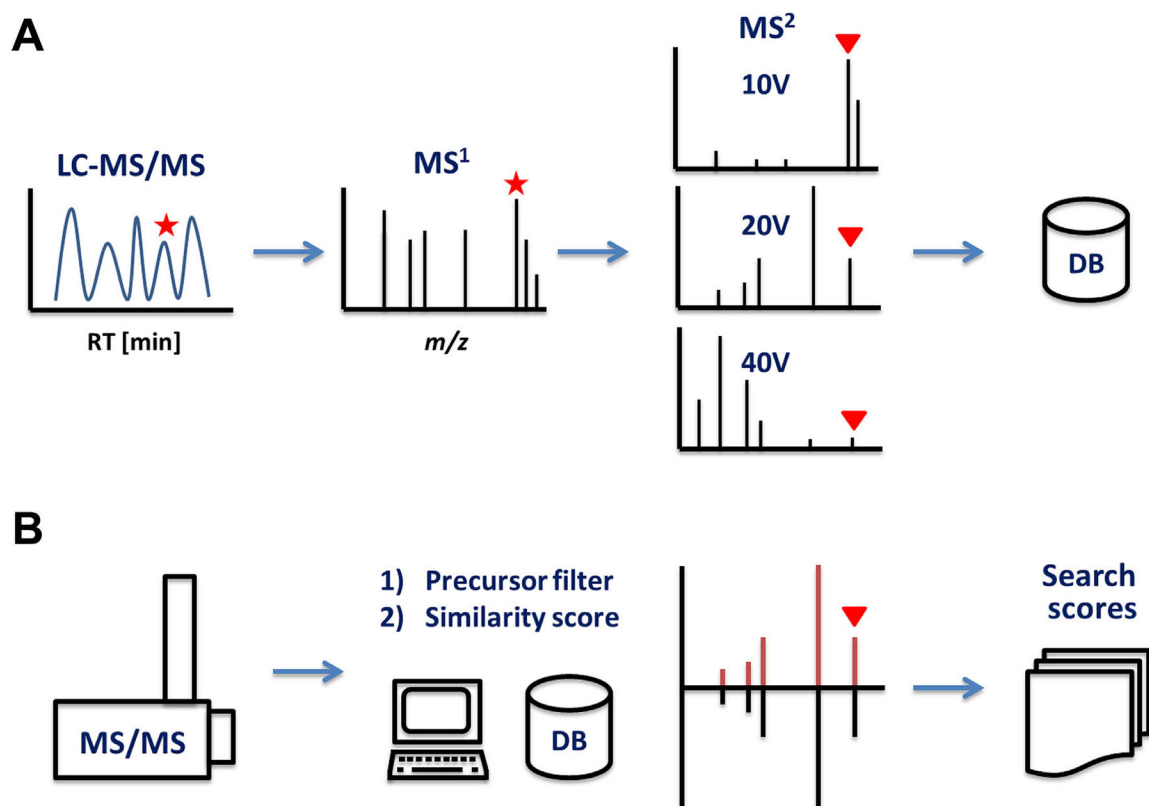 A
LC-MS/MS
RT [min]
MS¹
m/z
MS²
10V
20V
40V
DB
B
MS/MS
1) Precursor filter
2) Similarity score
DB
Search
scores